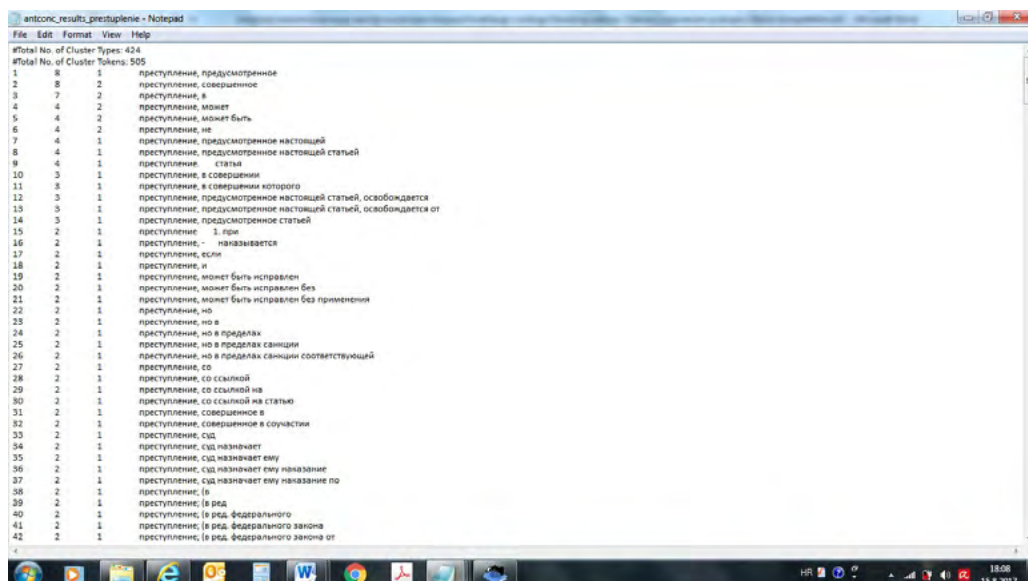 antconc_results_prestuplenie - Notepad
File Edit Format View Help
#Total No. of Cluster Types: 424
#Total No. of Cluster Tokens: 505
1 8 1 преступление, предусмотренное
2 8 2 преступление, совершенное
3 7 2 преступление, в
4 4 2 преступление, может
5 4 2 преступление, может быть
6 4 2 преступление, не
7 4 1 преступление, предусмотренное настоящей
8 4 1 преступление, предусмотренное настоящей статьей
9 4 1 преступление. статья
10 3 1 преступление, в совершении
11 3 1 преступление, в совершении которого
12 3 1 преступление, предусмотренное настоящей статьей, освобождается
13 3 1 преступление, предусмотренное настоящей статьей, освобождается от
14 3 1 преступление, предусмотренное статьей
15 2 1 преступление 1. при
16 2 1 преступление, - наказывается
17 2 1 преступление, если
18 2 1 преступление, и
19 2 1 преступление, может быть исправлен
20 2 1 преступление, может быть исправлен без
21 2 1 преступление, может быть исправлен без применения
22 2 1 преступление, но
23 2 1 преступление, но в
24 2 1 преступление, но в пределах
25 2 1 преступление, но в пределах санкции
26 2 1 преступление, но в пределах санкции соответствующей
27 2 1 преступление, со
28 2 1 преступление, со ссылкой
29 2 1 преступление, со ссылкой на
30 2 1 преступление, со ссылкой на статью
31 2 1 преступление, совершенное в
32 2 1 преступление, совершенное в соучастии
33 2 1 преступление, суд
34 2 1 преступление, суд назначает
35 2 1 преступление, суд назначает ему
36 2 1 преступление, суд назначает ему наказание
37 2 1 преступление, суд назначает ему наказание по
38 2 1 преступление; (в
39 2 1 преступление; (в ред
40 2 1 преступление; (в ред. федерального
41 2 1 преступление; (в ред. федерального закона
42 2 1 преступление; (в ред. федерального закона от
HR 18:08
15.8.2017